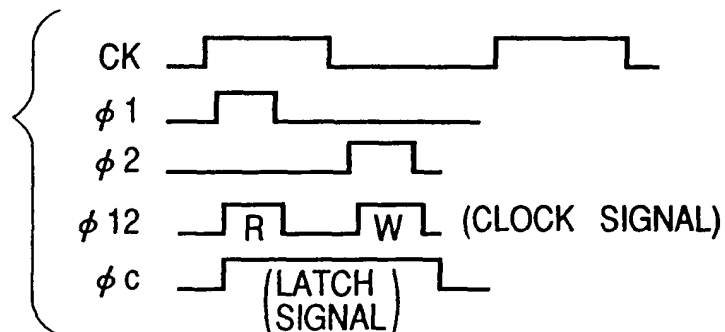 CK
φ1
φ2
φ12 R W (CLOCK SIGNAL)
φc (LATCH
SIGNAL)